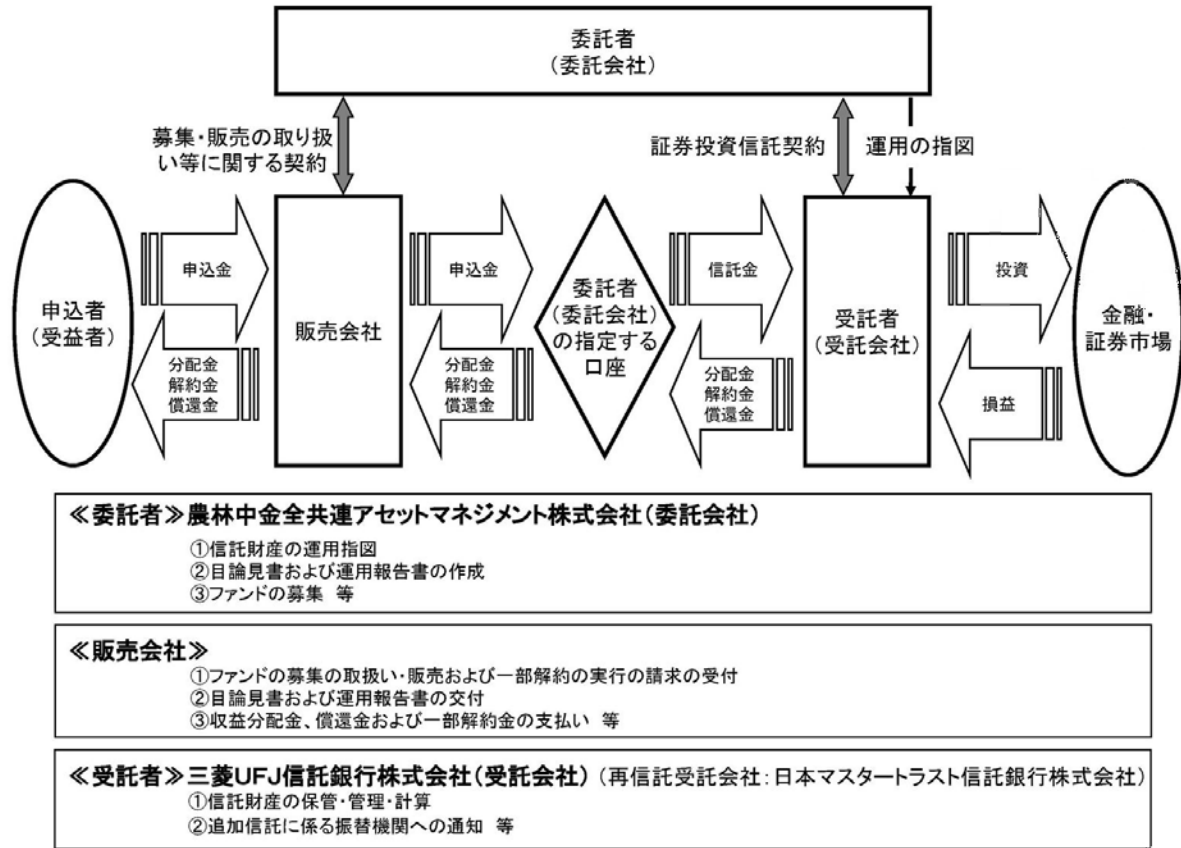 委託者
(委託会社)
募集・販売の取り扱
い等に関する契約
証券投資信託契約
運用の指図
申込者
(受益者)
申込金
分配金
解約金
償還金
販売会社
申込金
分配金
解約金
償還金
委託者
(委託会社)
の指定する
口座
信託金
分配金
解約金
償還金
受託者
(受託会社)
投資
損益
金融・
証券市場
≪委託者≫農林中金全共連アセットマネジメント株式会社(委託会社)
①信託財産の運用指図
②目論見書および運用報告書の作成
③ファンドの募集 等
≪販売会社≫
①ファンドの募集の取扱い・販売および一部解約の実行の請求の受付
②目論見書および運用報告書の交付
③収益分配金、償還金および一部解約金の支払い 等
≪受託者≫三菱UFJ信託銀行株式会社(受託会社) (再信託受託会社:日本マスタートラスト信託銀行株式会社)
①信託財産の保管・管理・計算
②追加信託に係る振替機関への通知 等